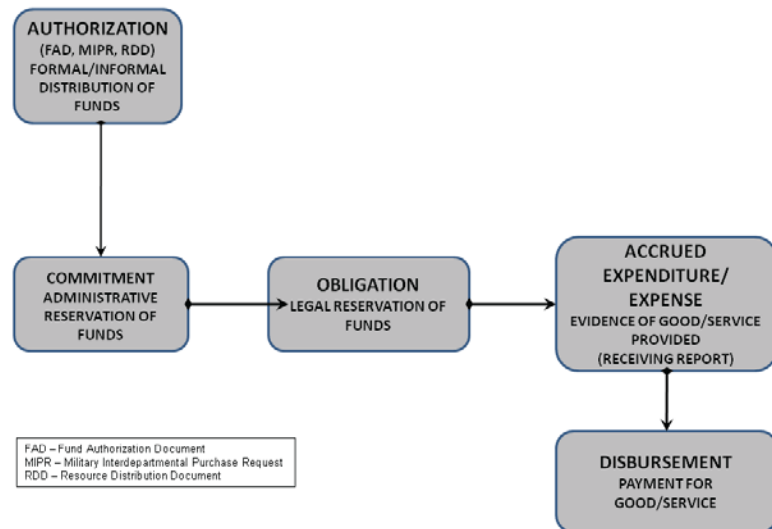 AUTHORIZATION
(FAD, MIPR, RDD)
FORMAL/INFORMAL
DISTRIBUTION OF
FUNDS
COMMITMENT
ADMINISTRATIVE
RESERVATION OF
FUNDS
OBLIGATION
LEGAL RESERVATION OF
FUNDS
ACCRUED
EXPENDITURE/
EXPENSE
EVIDENCE OF GOOD/SERVICE
PROVIDED
(RECEIVING REPORT)
DISBURSEMENT
PAYMENT FOR
GOOD/SERVICE
FAD – Fund Authorization Document
MIPR – Military Interdepartmental Purchase Request
RDD – Resource Distribution Document